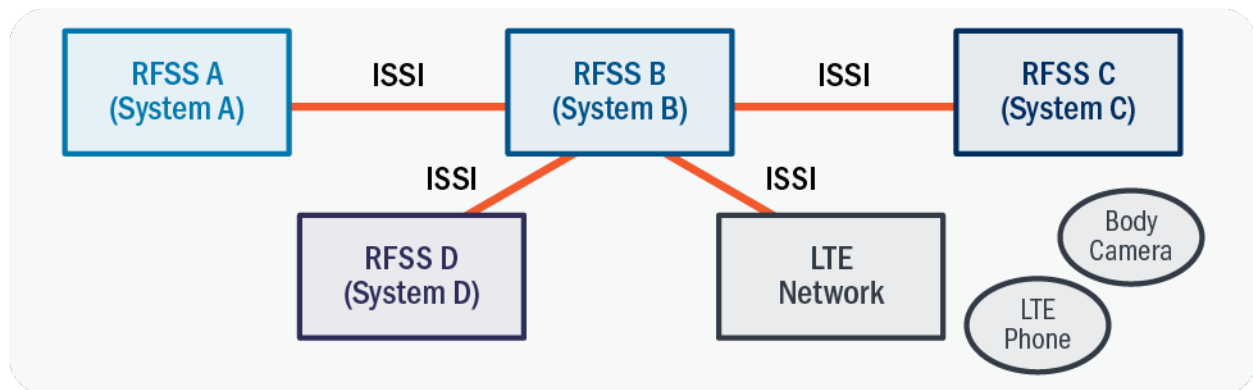 RFSS A
(System A)
ISSI
RFSS B
(System B)
ISSI
RFSS C
(System C)
ISSI
ISSI
RFSS D
(System D)
LTE
Network
Body
Camera
LTE
Phone